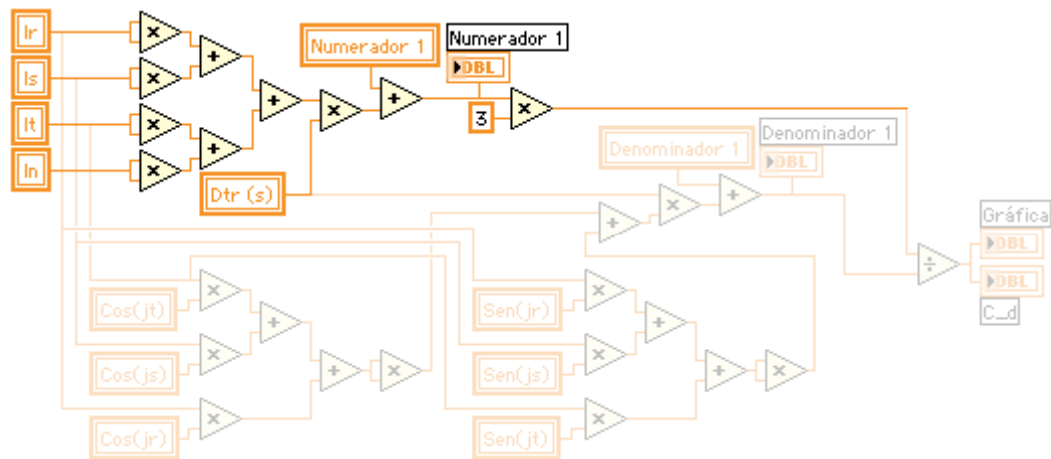 Ir
Is
It
In
Numerador 1
Numerador 1
DBL
3
Dtr (s)
Denominador 1
Denominador 1
DBL
Gráfica
DBL
DBL
C_d
Cos(jt)
Cos(js)
Cos(jr)
Sen(jr)
Sen(js)
Sen(jt)